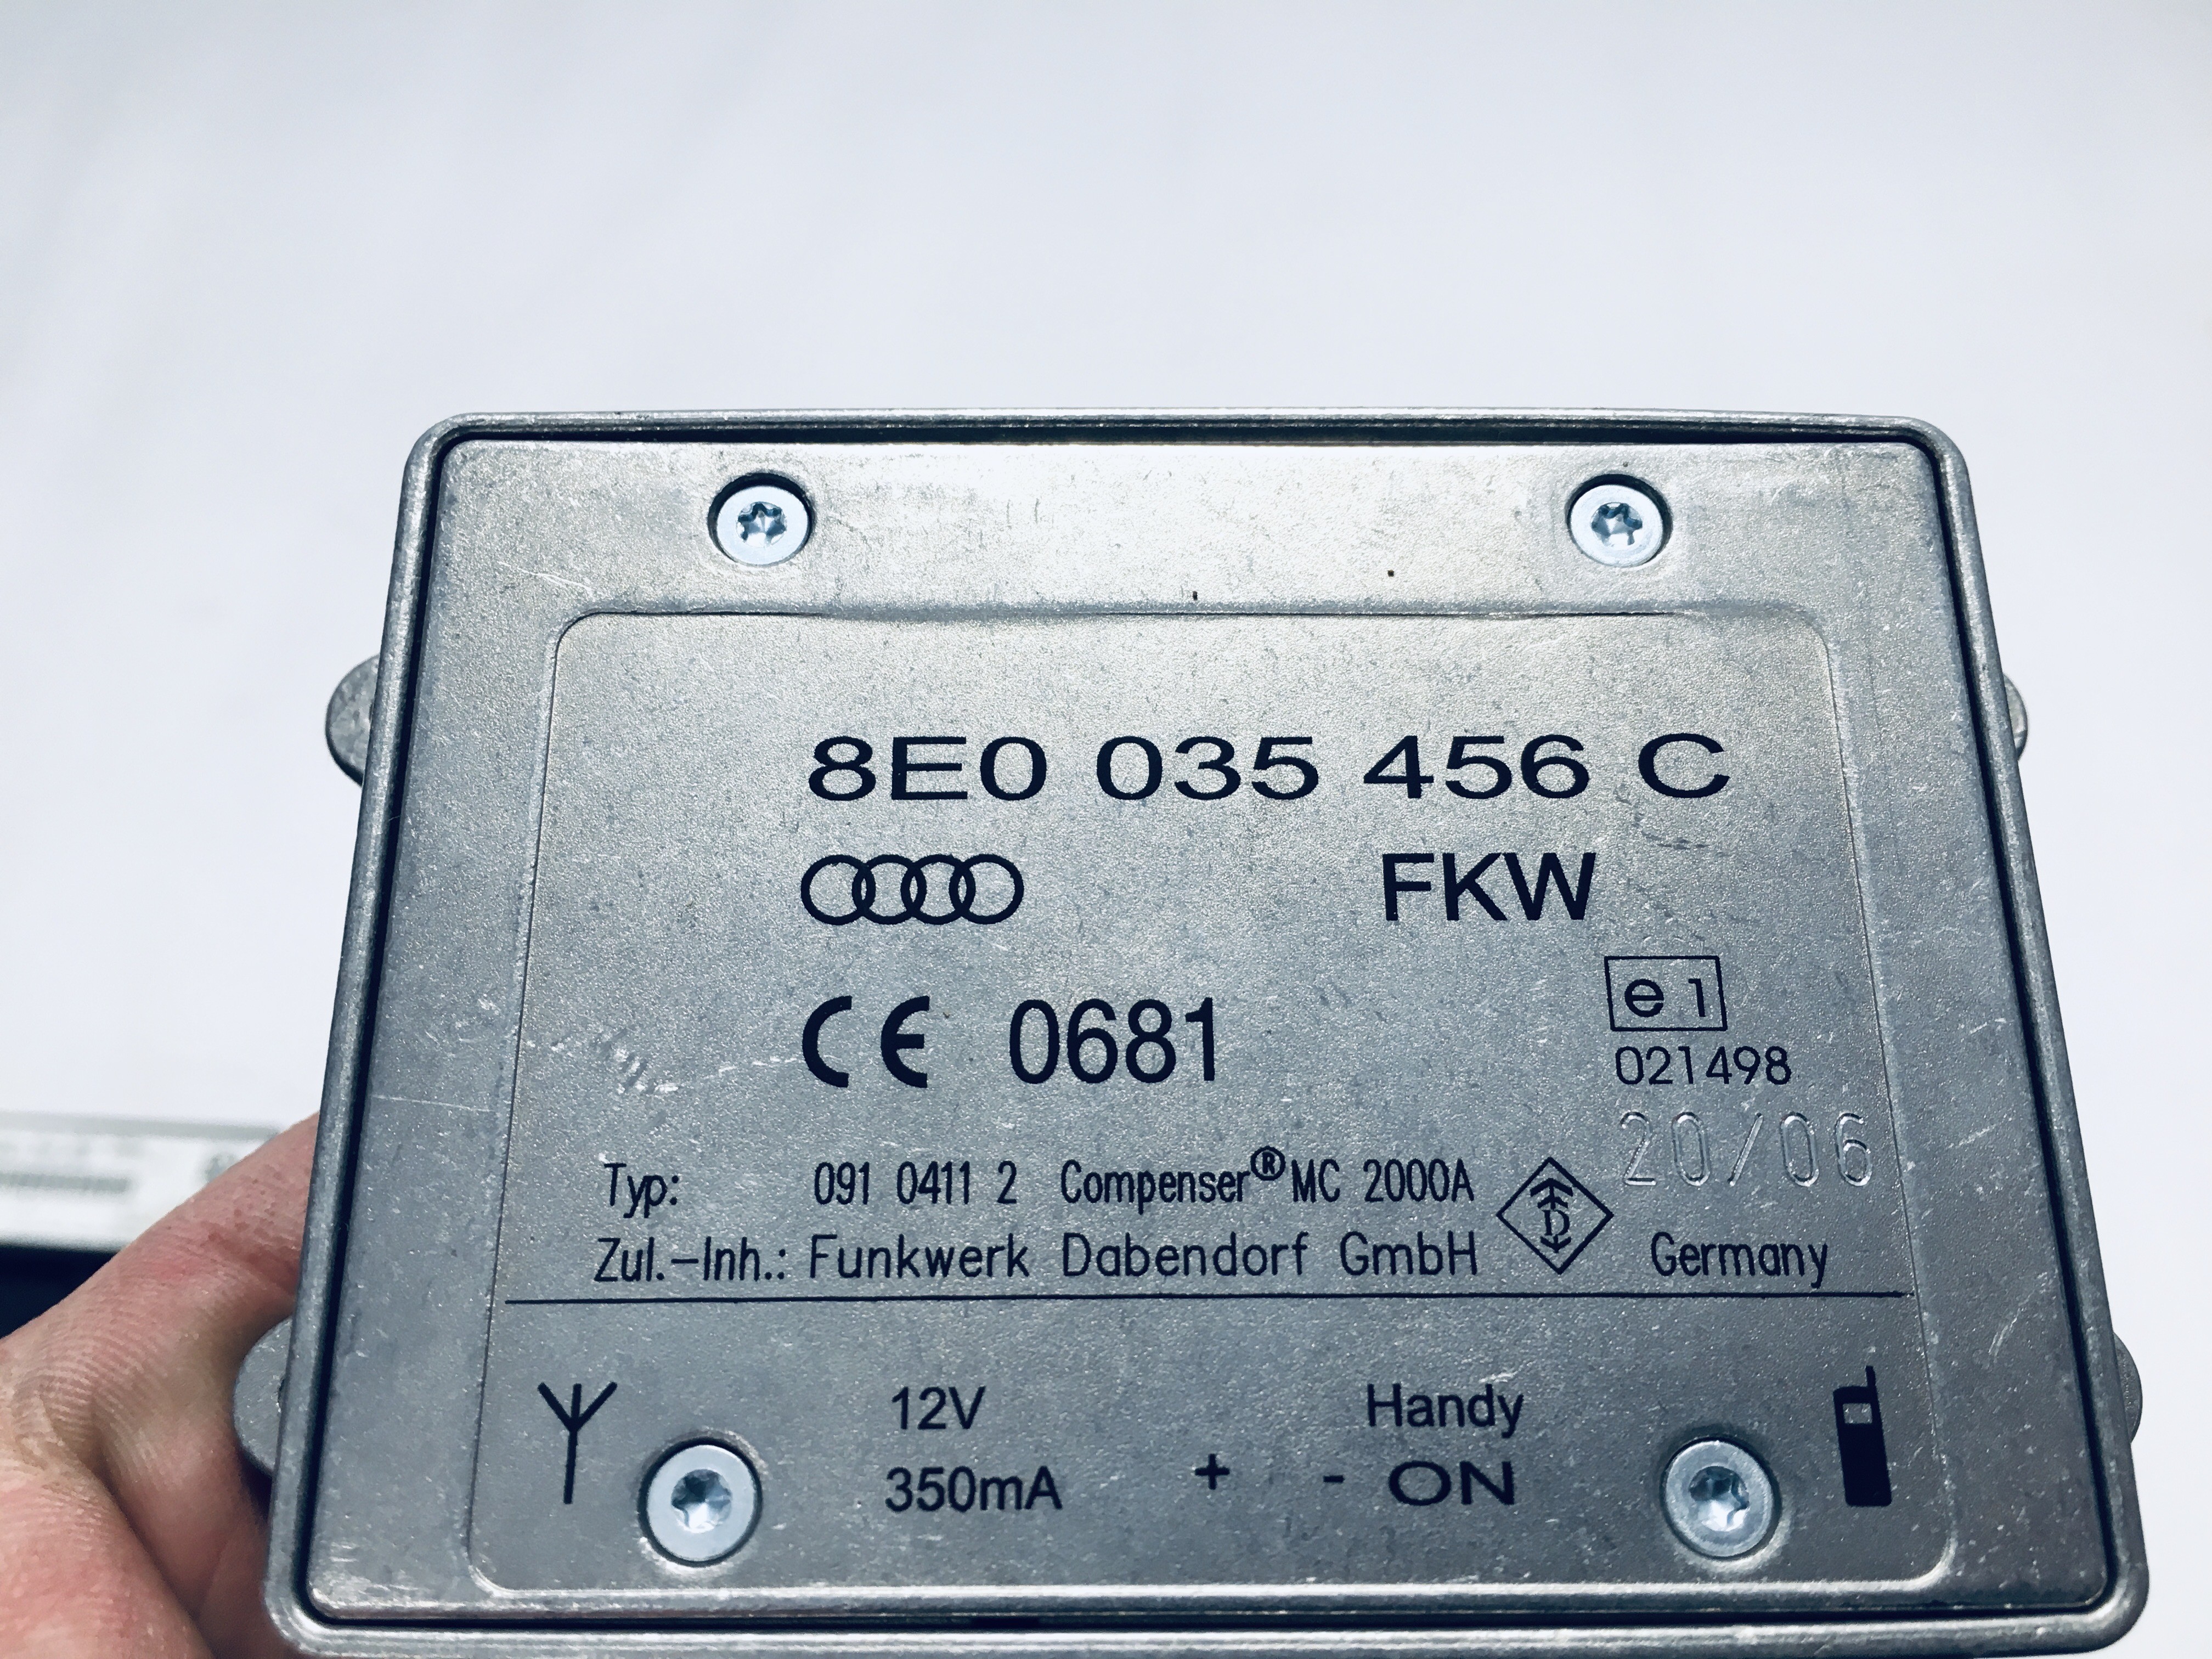 8E0 035 456 C
FKW
CE 0681
e1
021498
20/06
Typ: 091 0411 2 Compenser® MC 2000A
D
Zul.-Inh.: Funkwerk Dabendorf GmbH Germany
12V Handy
350mA + - ON